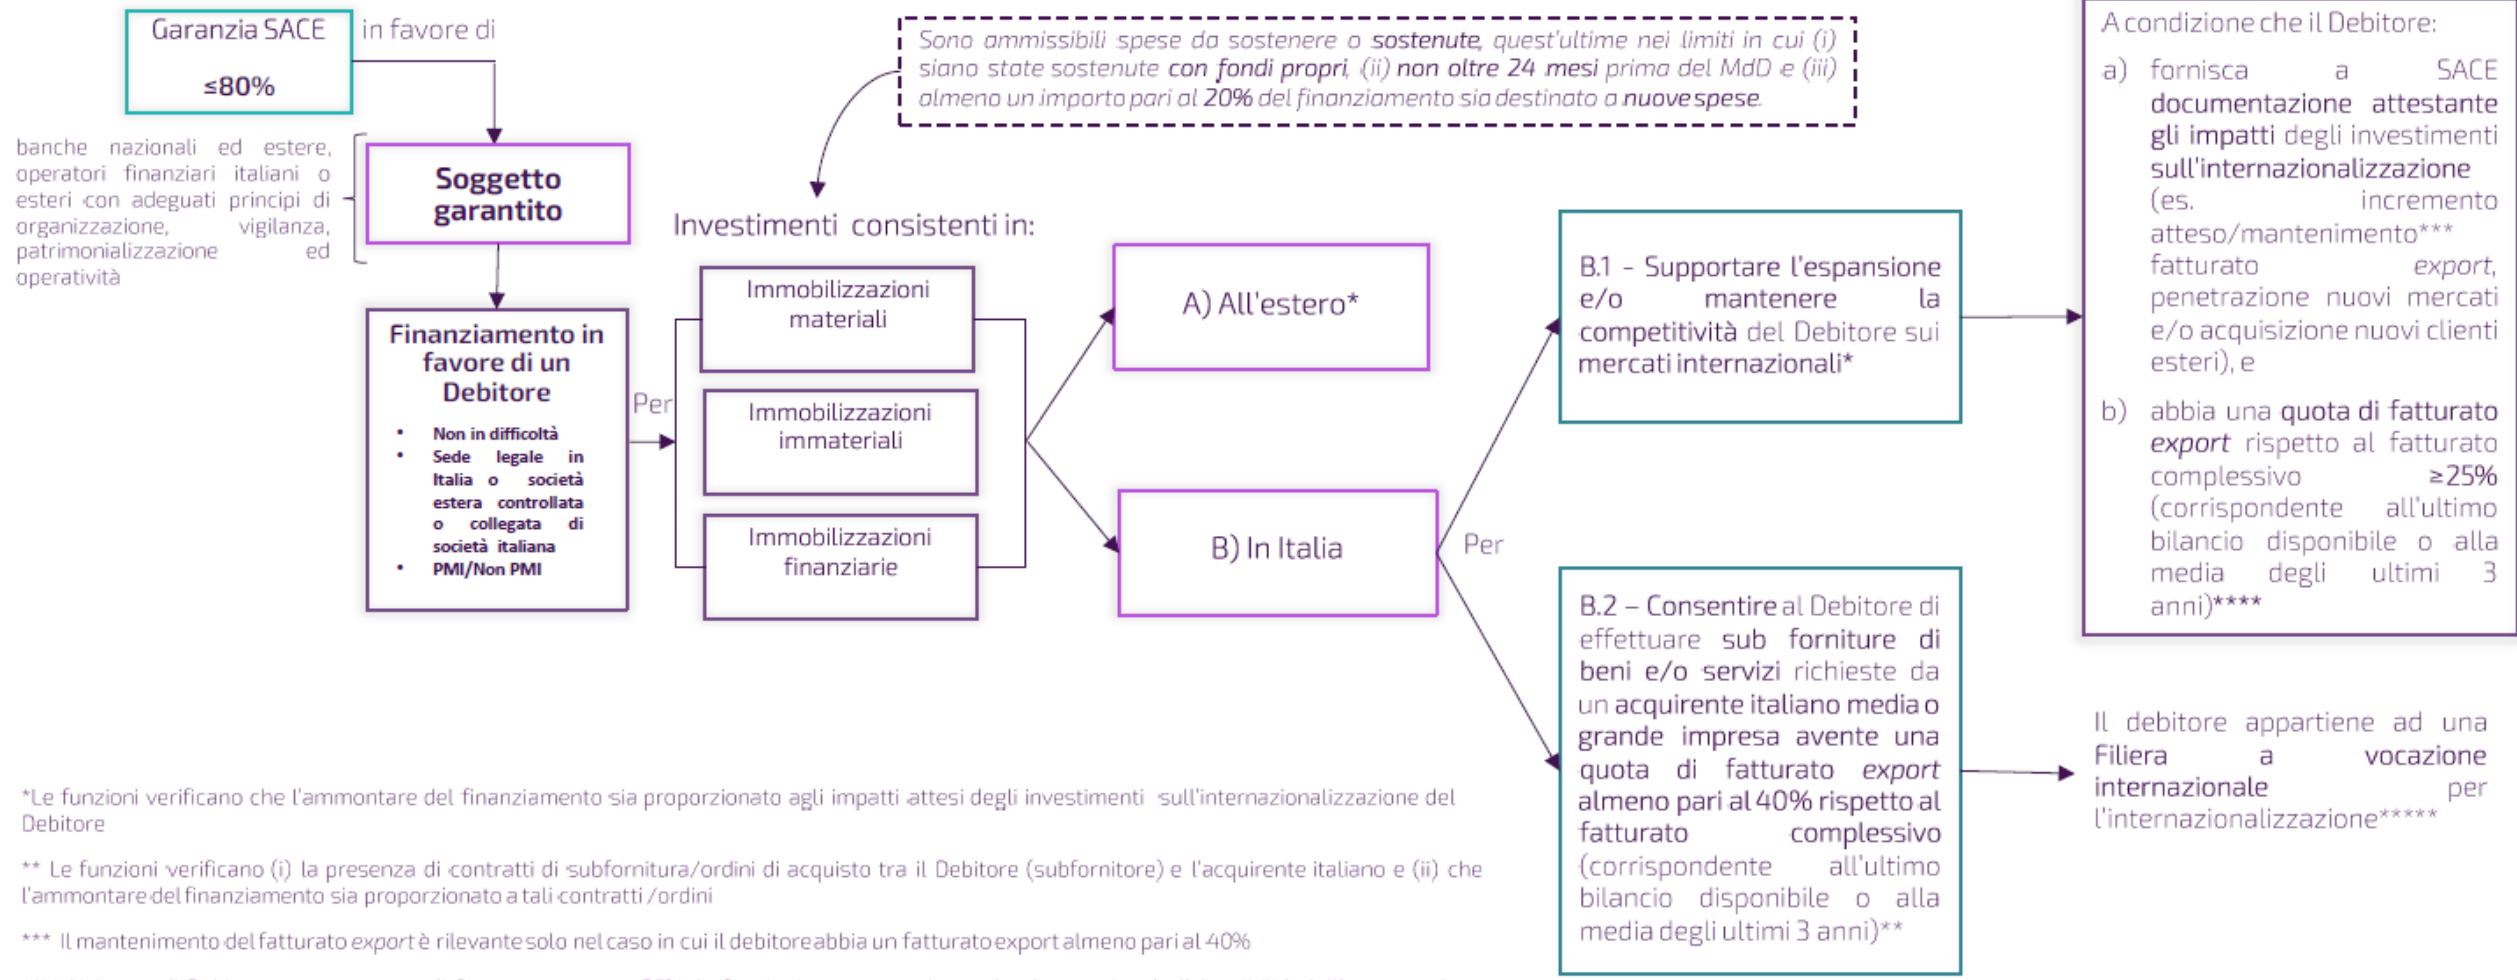 Garanzia SACE
≤80%
in favore di
banche nazionali ed estere,
operatori finanziari italiani o
esteri con adeguati principi di
organizzazione, vigilanza,
patrimonializzazione ed
operatività
Soggetto
garantito
Finanziamento in
favore di un
Debitore
• Non in difficoltà
• Sede legale in
Italia o società
estera controllata
o collegata di
società italiana
• PMI/Non PMI
Per
Sono ammissibili spese da sostenere o sostenute, quest'ultime nei limiti in cui (i)
siano state sostenute con fondi propri, (ii) non oltre 24 mesi prima del MdD e (iii)
almeno un importo pari al 20% del finanziamento sia destinato a nuove spese.
Investimenti consistenti in:
Immobilizzazioni
materiali
Immobilizzazioni
immateriali
Immobilizzazioni
finanziarie
A) All'estero*
B) In Italia
Per
B.1 - Supportare l'espansione
e/o mantenere la
competitività del Debitore sui
mercati internazionali*
B.2 – Consentire al Debitore di
effettuare sub forniture di
beni e/o servizi richieste da
un acquirente italiano media o
grande impresa avente una
quota di fatturato export
almeno pari al 40% rispetto al
fatturato complessivo
(corrispondente all'ultimo
bilancio disponibile o alla
media degli ultimi 3 anni)**
A condizione che il Debitore:
a) fornisca a SACE
documentazione attestante
gli impatti degli investimenti
sull'internazionalizzazione
(es. incremento
atteso/mantenimento***
fatturato export,
penetrazione nuovi mercati
e/o acquisizione nuovi clienti
esteri), e
b) abbia una quota di fatturato
export rispetto al fatturato
complessivo ≥25%
(corrispondente all'ultimo
bilancio disponibile o alla
media degli ultimi 3
anni)****
Il debitore appartiene ad una
Filiera a vocazione
internazionale per
l'internazionalizzazione*****
*Le funzioni verificano che l'ammontare del finanziamento sia proporzionato agli impatti attesi degli investimenti sull'internazionalizzazione del
Debitore
** Le funzioni verificano (i) la presenza di contratti di subfornitura/ordini di acquisto tra il Debitore (subfornitore) e l'acquirente italiano e (ii) che
l'ammontare del finanziamento sia proporzionato a tali contratti /ordini
*** Il mantenimento del fatturato export è rilevante solo nel caso in cui il debitore abbia un fatturato export almeno pari al 40%